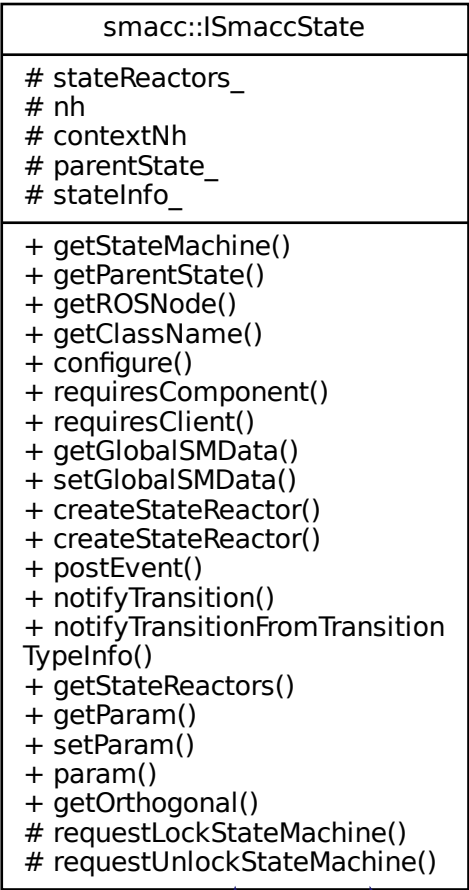 smacc::ISmaccState
# stateReactors_
# nh
# contextNh
# parentState_
# stateInfo_
+ getStateMachine()
+ getParentState()
+ getROSNode()
+ getClassName()
+ configure()
+ requiresComponent()
+ requiresClient()
+ getGlobalSMData()
+ setGlobalSMData()
+ createStateReactor()
+ createStateReactor()
+ postEvent()
+ notifyTransition()
+ notifyTransitionFromTransition
TypeInfo()
+ getStateReactors()
+ getParam()
+ setParam()
+ param()
+ getOrthogonal()
# requestLockStateMachine()
# requestUnlockStateMachine()